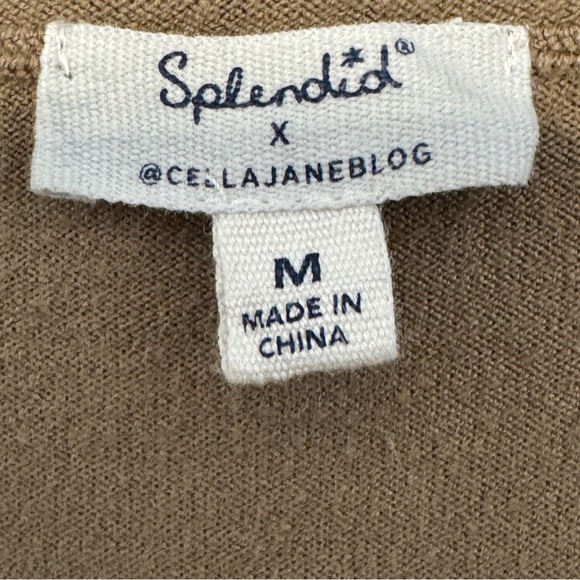 Splendid®
X
@CELLAJANEBLOG
M
MADE IN
CHINA